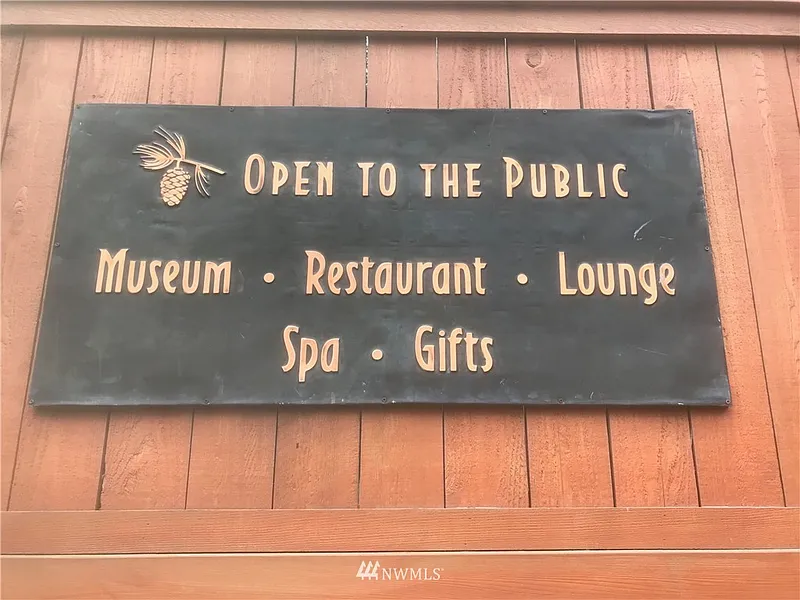 Open to the Public
Museum • Restaurant • Lounge
Spa • Gifts
NWMLS